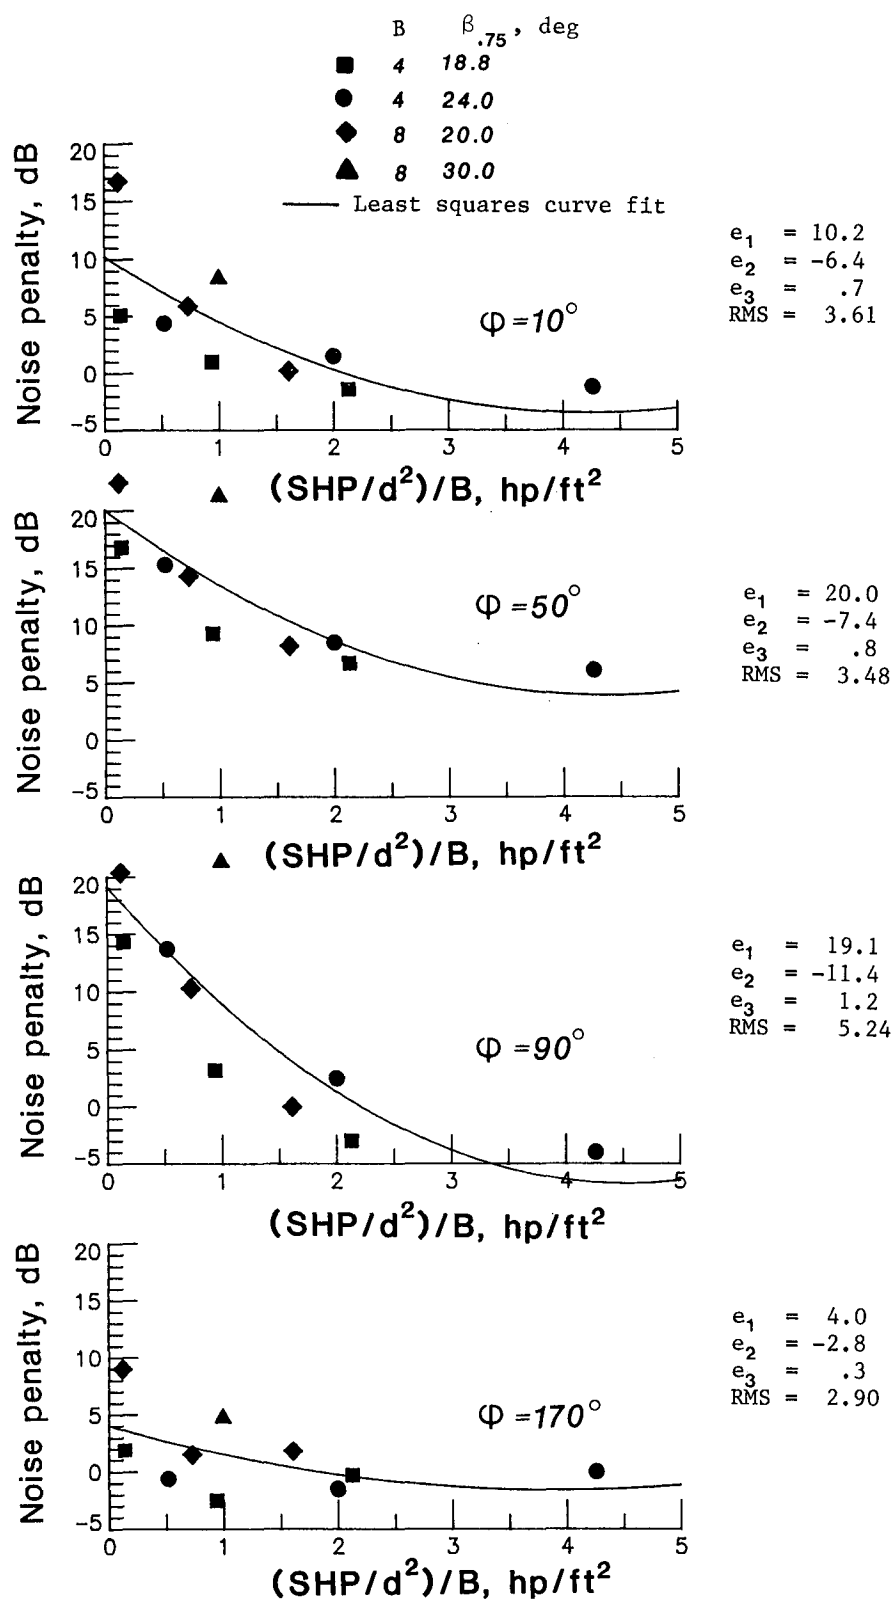 B β.75, deg
4 18.8
4 24.0
8 20.0
8 30.0
Least squares curve fit
Noise penalty, dB
20
15
10
5
0
-5
0 1 2 3 4 5
(SHP/d²)/B, hp/ft²
φ=10°
e₁ = 10.2
e₂ = -6.4
e₃ = .7
RMS = 3.61
Noise penalty, dB
20
15
10
5
0
-5
0 1 2 3 4 5
(SHP/d²)/B, hp/ft²
φ=50°
e₁ = 20.0
e₂ = -7.4
e₃ = .8
RMS = 3.48
Noise penalty, dB
20
15
10
5
0
-5
0 1 2 3 4 5
(SHP/d²)/B, hp/ft²
φ=90°
e₁ = 19.1
e₂ = -11.4
e₃ = 1.2
RMS = 5.24
Noise penalty, dB
20
15
10
5
0
-5
0 1 2 3 4 5
(SHP/d²)/B, hp/ft²
φ=170°
e₁ = 4.0
e₂ = -2.8
e₃ = .3
RMS = 2.90